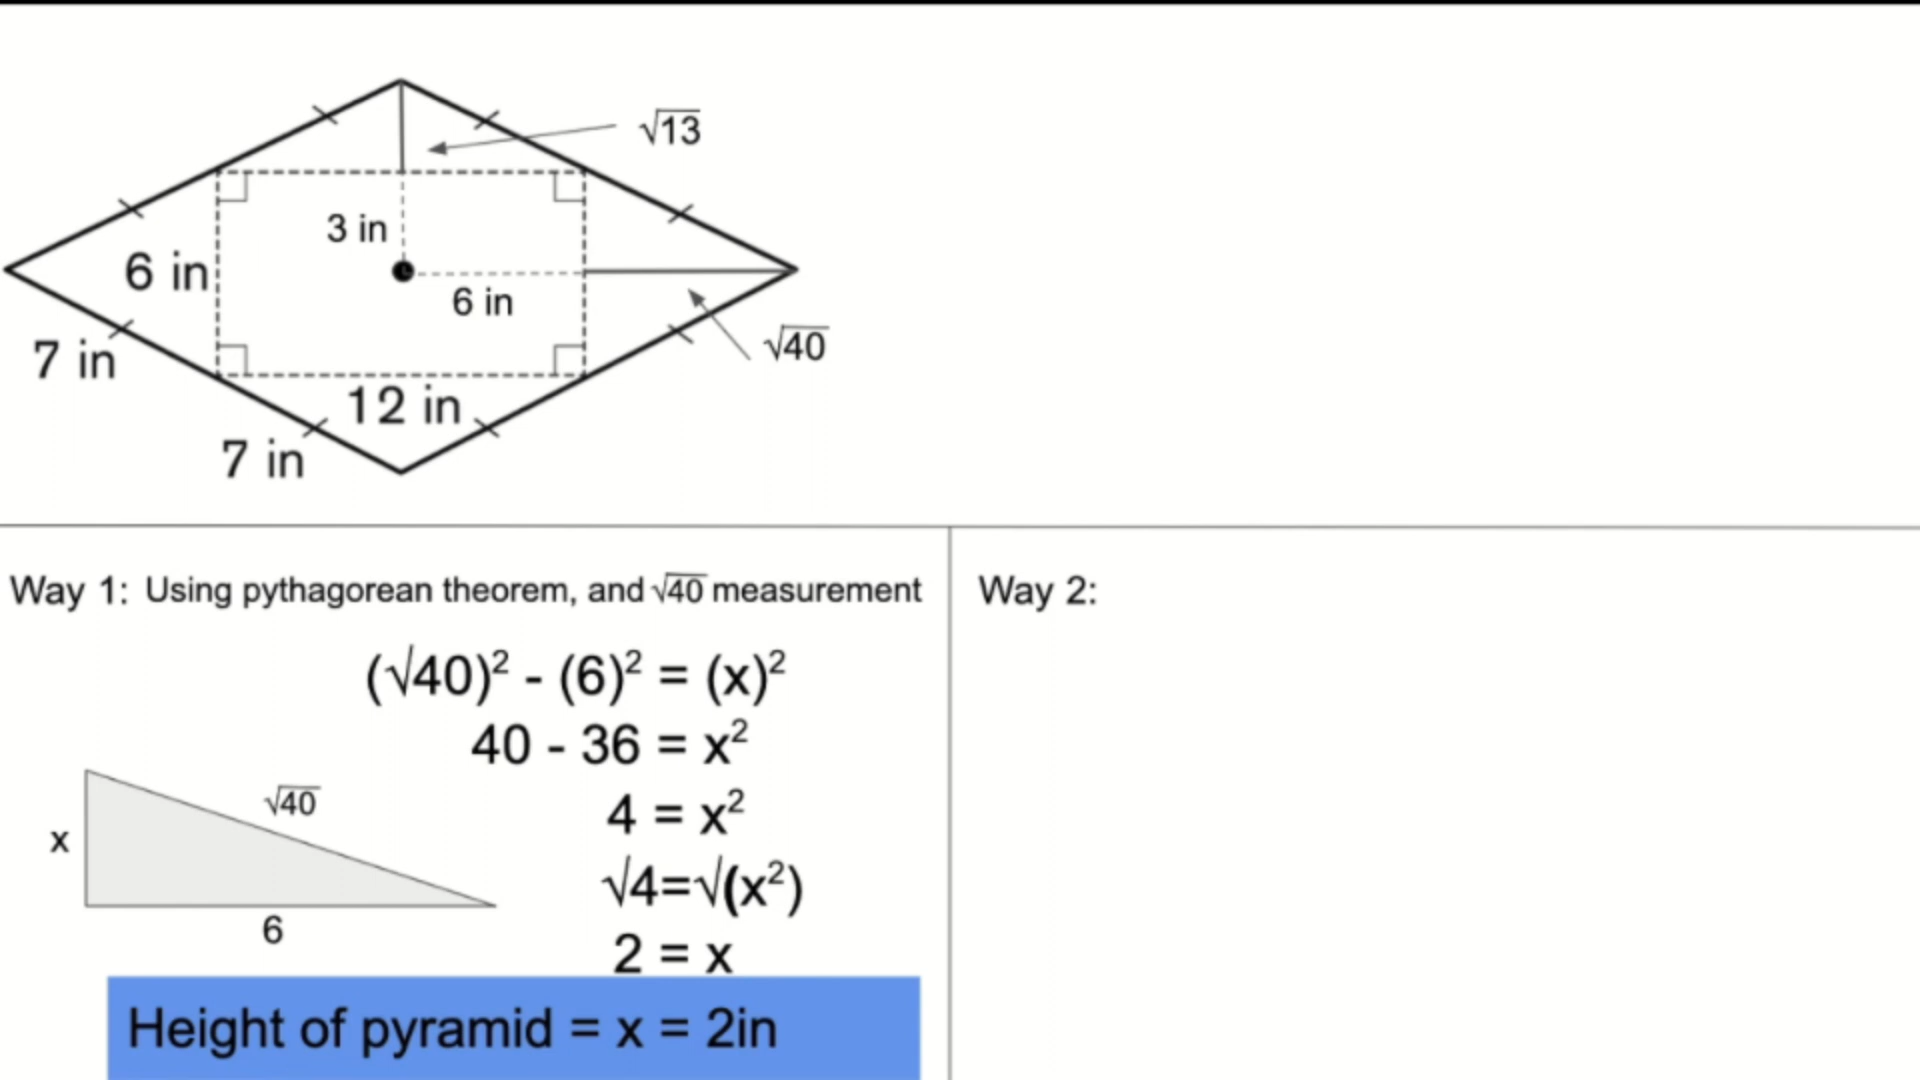 √13
3 in
6 in
6 in
7 in
√40
12 in
7 in
Way 1: Using pythagorean theorem, and √40 measurement
(√40)² - (6)² = (x)²
40 - 36 = x²
4 = x²
√4=√(x²)
2 = x
√40
x
6
Height of pyramid = x = 2in
Way 2: